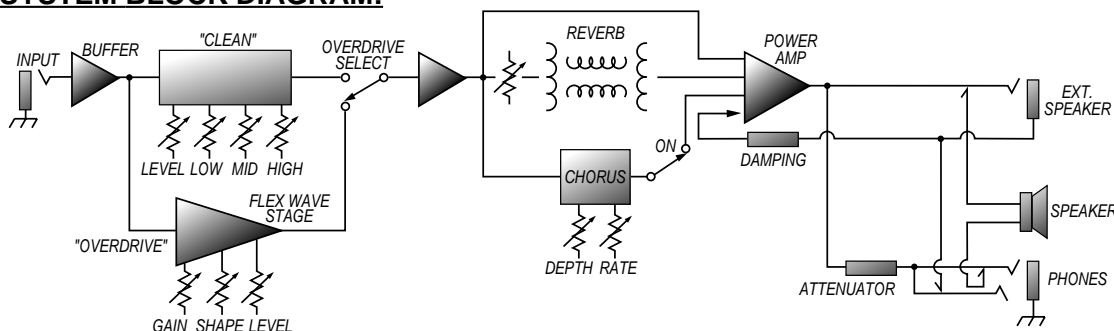 SYSTEM BLOCK DIAGRAM:
INPUT
BUFFER
"CLEAN"
LEVEL LOW MID HIGH
OVERDRIVE
SELECT
"OVERDRIVE"
FLEX WAVE
STAGE
GAIN SHAPE LEVEL
REVERB
CHORUS
DEPTH RATE
ON
POWER
AMP
DAMPING
ATTENUATOR
EXT.
SPEAKER
SPEAKER
PHONES